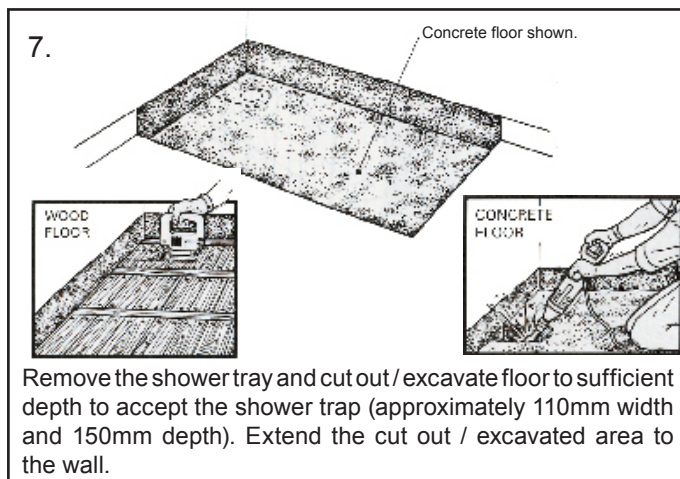 7.
Concrete floor shown.
WOOD
FLOOR
CONCRETE
FLOOR
Remove the shower tray and cut out / excavate floor to sufficient
depth to accept the shower trap (approximately 110mm width
and 150mm depth). Extend the cut out / excavated area to
the wall.